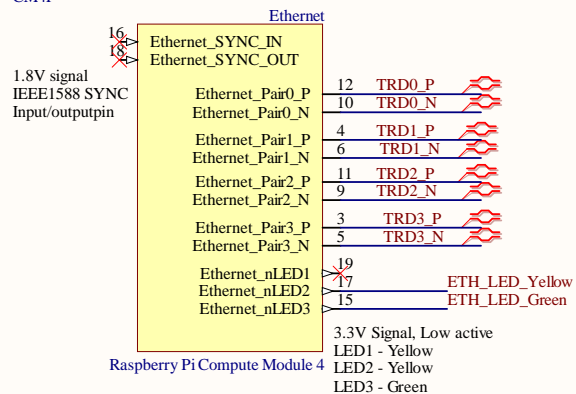 Ethernet
16
Ethernet_SYNC_IN
18
Ethernet_SYNC_OUT
1.8V signal
IEEE1588 SYNC
Input/outputpin
Ethernet_Pair0_P 12 TRD0_P
Ethernet_Pair0_N 10 TRD0_N
Ethernet_Pair1_P 4 TRD1_P
Ethernet_Pair1_N 6 TRD1_N
Ethernet_Pair2_P 11 TRD2_P
Ethernet_Pair2_N 9 TRD2_N
Ethernet_Pair3_P 3 TRD3_P
Ethernet_Pair3_N 5 TRD3_N
Ethernet_nLED1 19
Ethernet_nLED2 17 ETH_LED_Yellow
Ethernet_nLED3 15 ETH_LED_Green
3.3V Signal, Low active
LED1 - Yellow
LED2 - Yellow
LED3 - Green
Raspberry Pi Compute Module 4